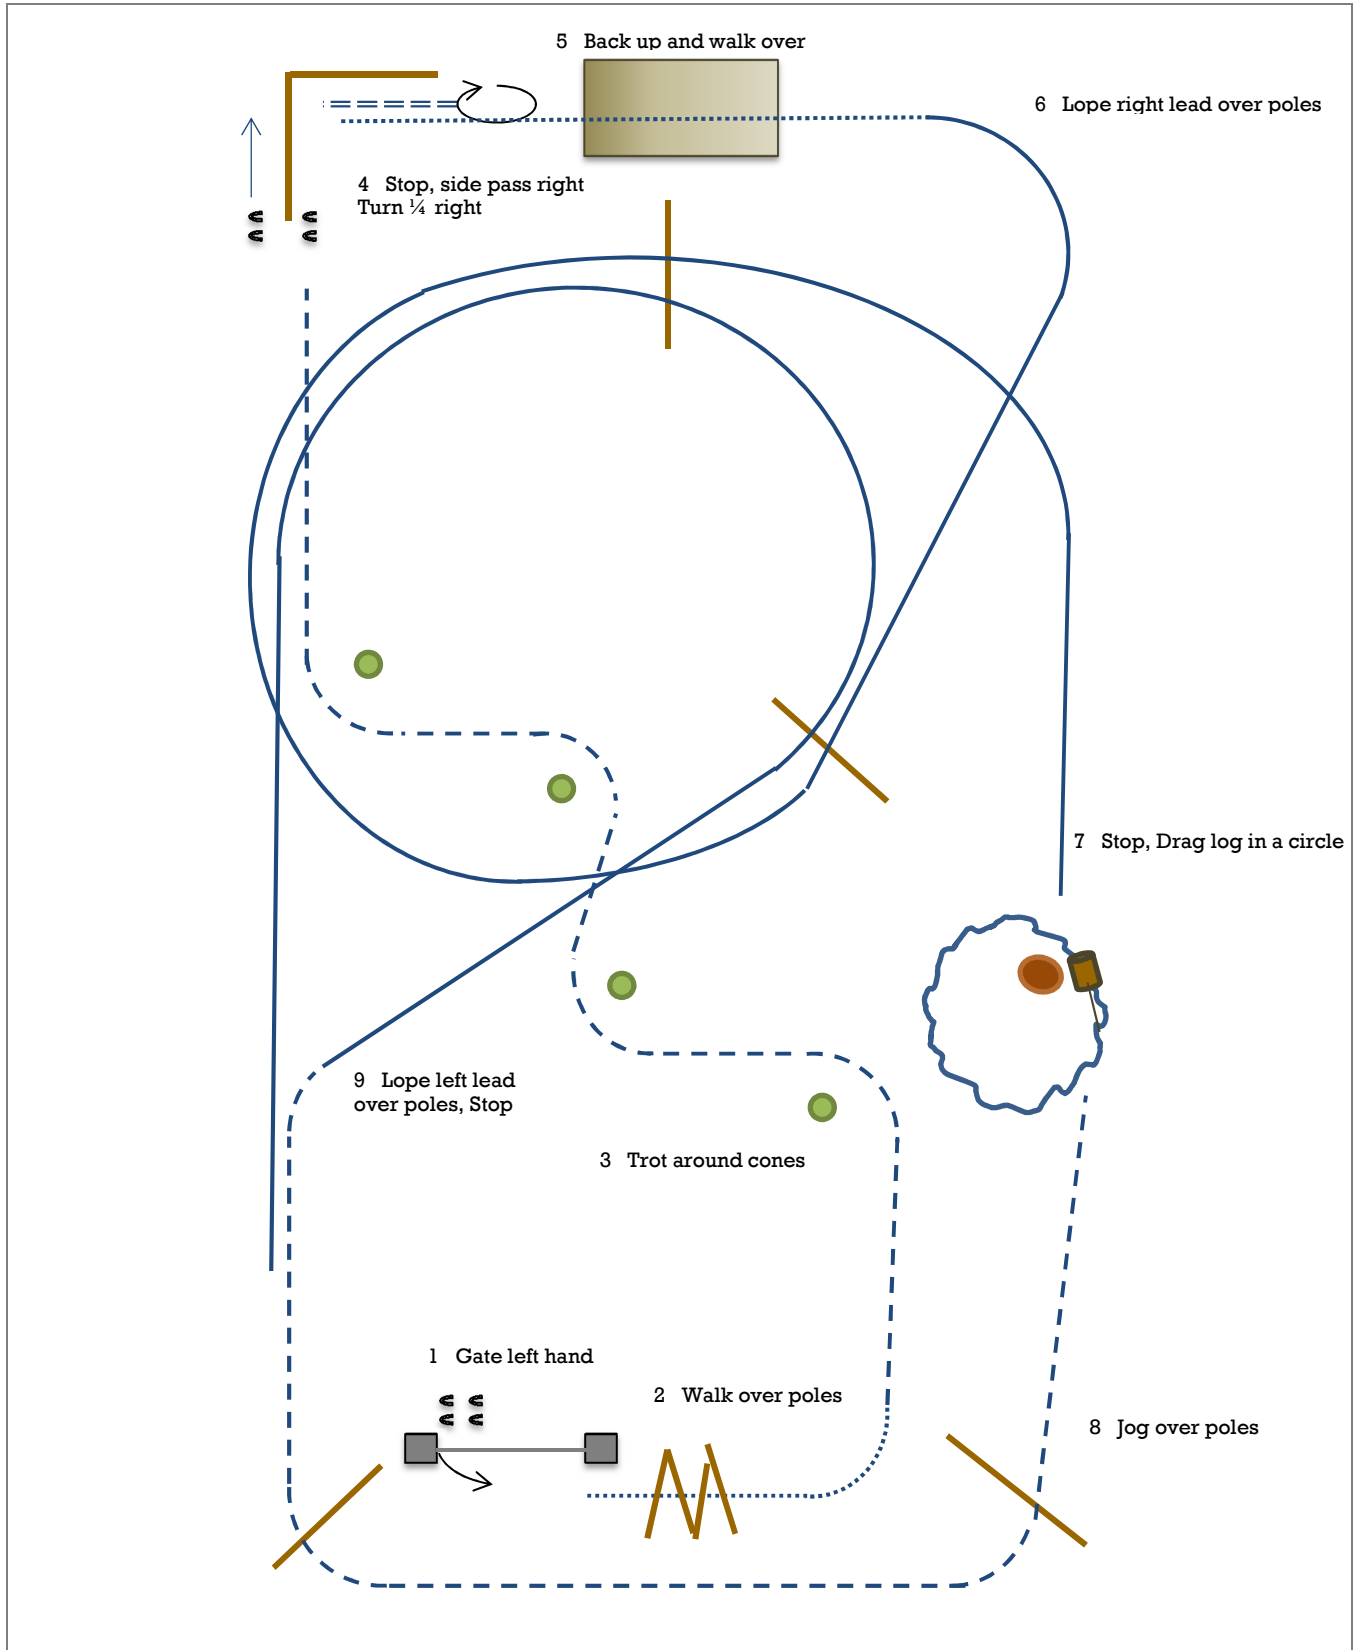 5 Back up and walk over
6 Lope right lead over poles
4 Stop, side pass right
Turn ¼ right
7 Stop, Drag log in a circle
9 Lope left lead
over poles, Stop
3 Trot around cones
1 Gate left hand
2 Walk over poles
8 Jog over poles